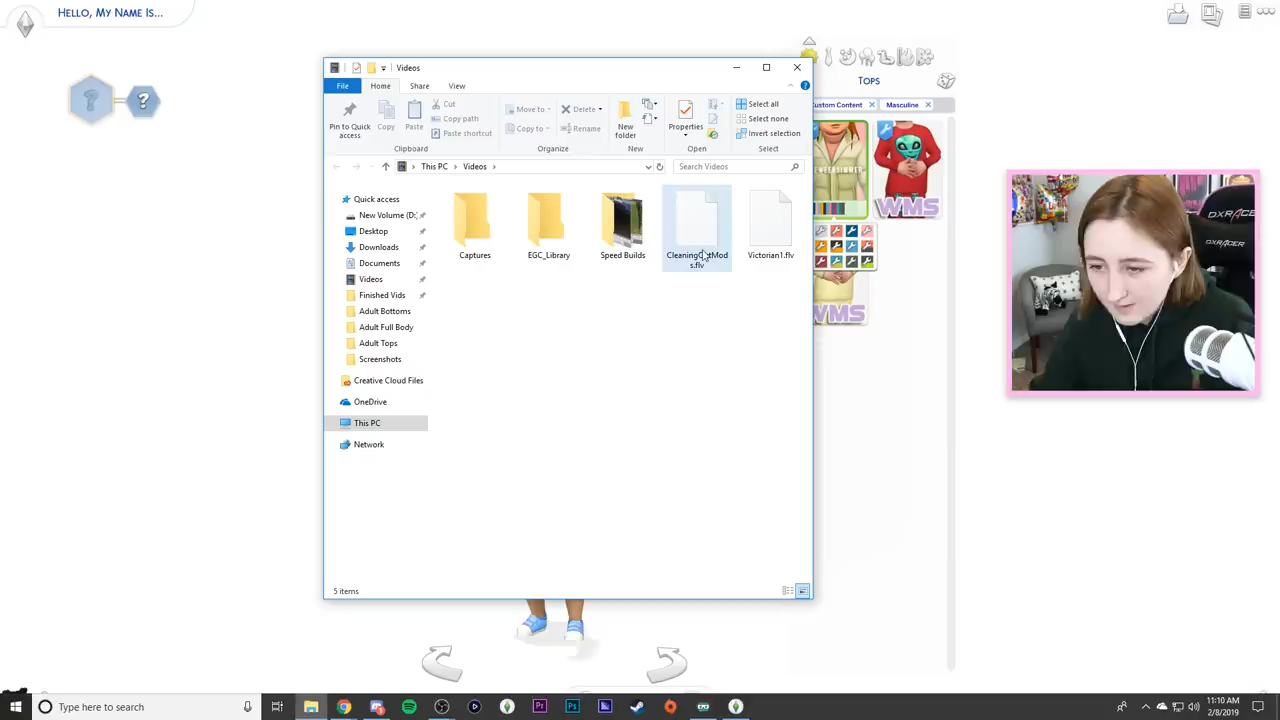 Hello, My Name Is...
Videos
File
Home
Share
View
Pin to Quick access
Copy
Paste
Cut
Copy path
Paste shortcut
Clipboard
Move to
Copy to
Delete
Rename
Organize
New folder
New
Properties
Open
Select all
Select none
Invert selection
Select
This PC > Videos >
Search Videos
Quick access
New Volume (D:)
Desktop
Downloads
Documents
Videos
Finished Vids
Adult Bottoms
Adult Full Body
Adult Tops
Screenshots
Creative Cloud Files
OneDrive
This PC
Network
Captures
EGC_Library
Speed Builds
Victorian1.flv
5 items
Tops
ustom Content
Masculine
WMS
WMS
DXRACER
Type here to search
11:10 AM
2/8/2019